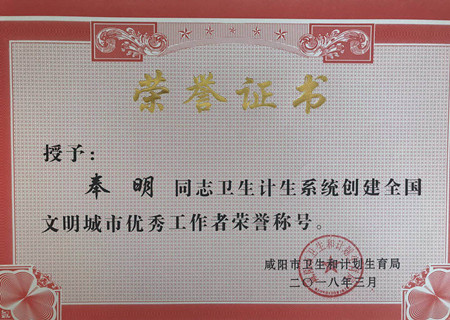 荣誉证书
授予：
奉明 同志卫生计生系统创建全国
文明城市优秀工作者荣誉称号。
咸阳市卫生和计划生育局
二〇一八年三月